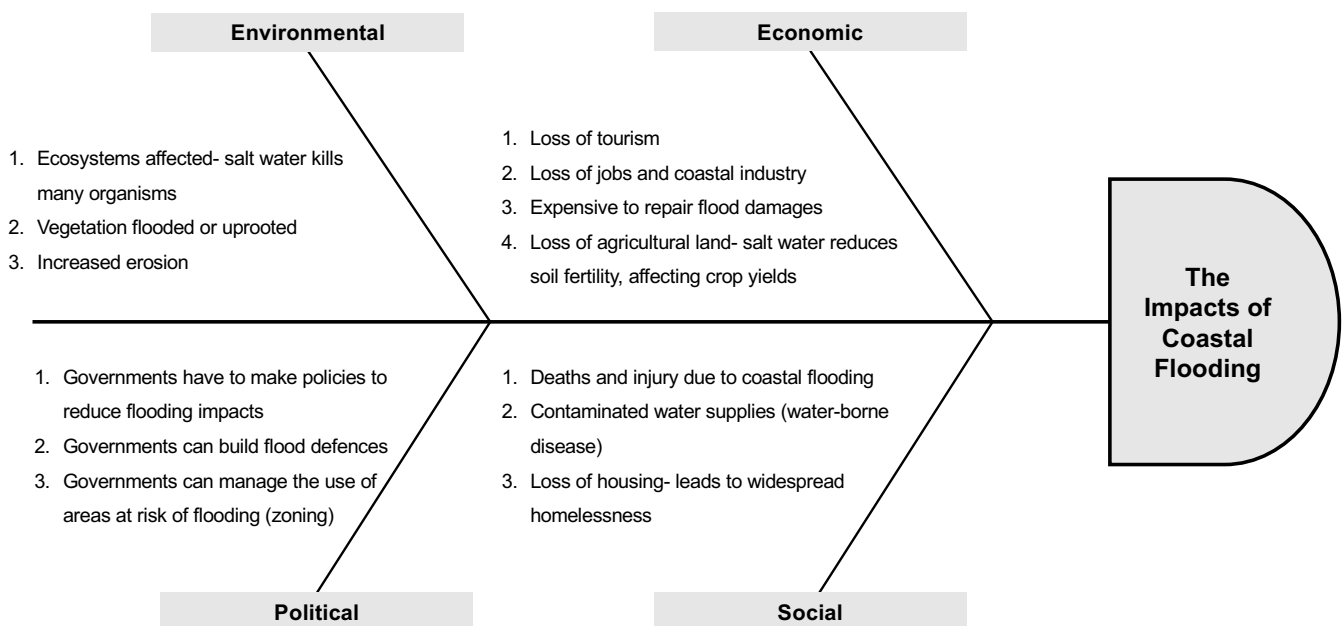 Environmental
1. Ecosystems affected- salt water kills
many organisms
2. Vegetation flooded or uprooted
3. Increased erosion
Economic
1. Loss of tourism
2. Loss of jobs and coastal industry
3. Expensive to repair flood damages
4. Loss of agricultural land- salt water reduces
soil fertility, affecting crop yields
The
Impacts of
Coastal
Flooding
1. Governments have to make policies to
reduce flooding impacts
2. Governments can build flood defences
3. Governments can manage the use of
areas at risk of flooding (zoning)
Political
1. Deaths and injury due to coastal flooding
2. Contaminated water supplies (water-borne
disease)
3. Loss of housing- leads to widespread
homelessness
Social